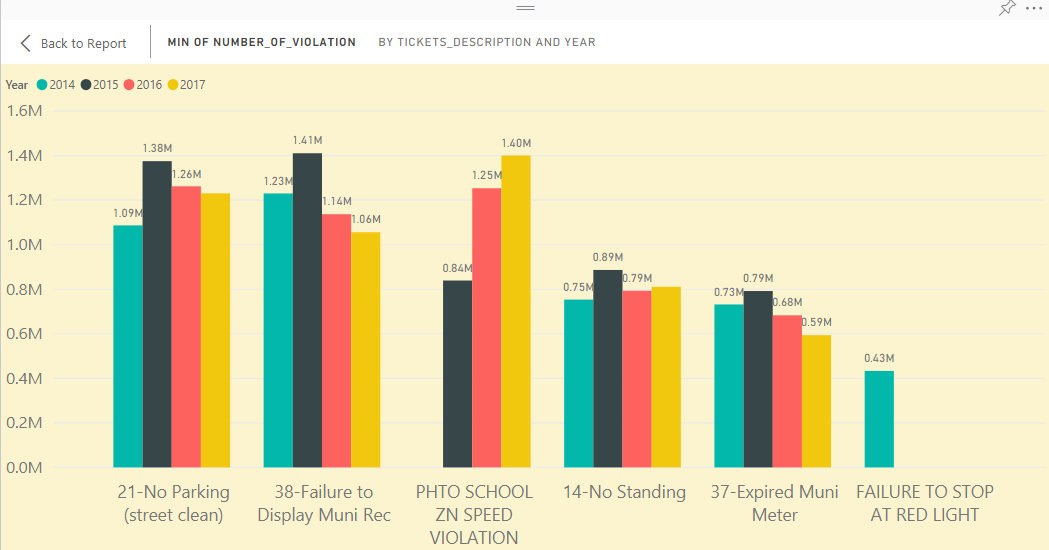 Back to Report
MIN OF NUMBER_OF_VIOLATION BY TICKETS_DESCRIPTION AND YEAR
Year 2014 2015 2016 2017
1.6M
1.4M
1.2M
1.0M
0.8M
0.6M
0.4M
0.2M
0.0M
1.09M
1.38M
1.26M
1.23M
1.41M
1.14M
1.06M
0.84M
1.25M
1.40M
0.75M
0.89M
0.79M
0.73M
0.79M
0.68M
0.59M
0.43M
21-No Parking
(street clean)
38-Failure to
Display Muni Rec
PHTO SCHOOL
ZN SPEED
VIOLATION
14-No Standing
37-Expired Muni
Meter
FAILURE TO STOP
AT RED LIGHT